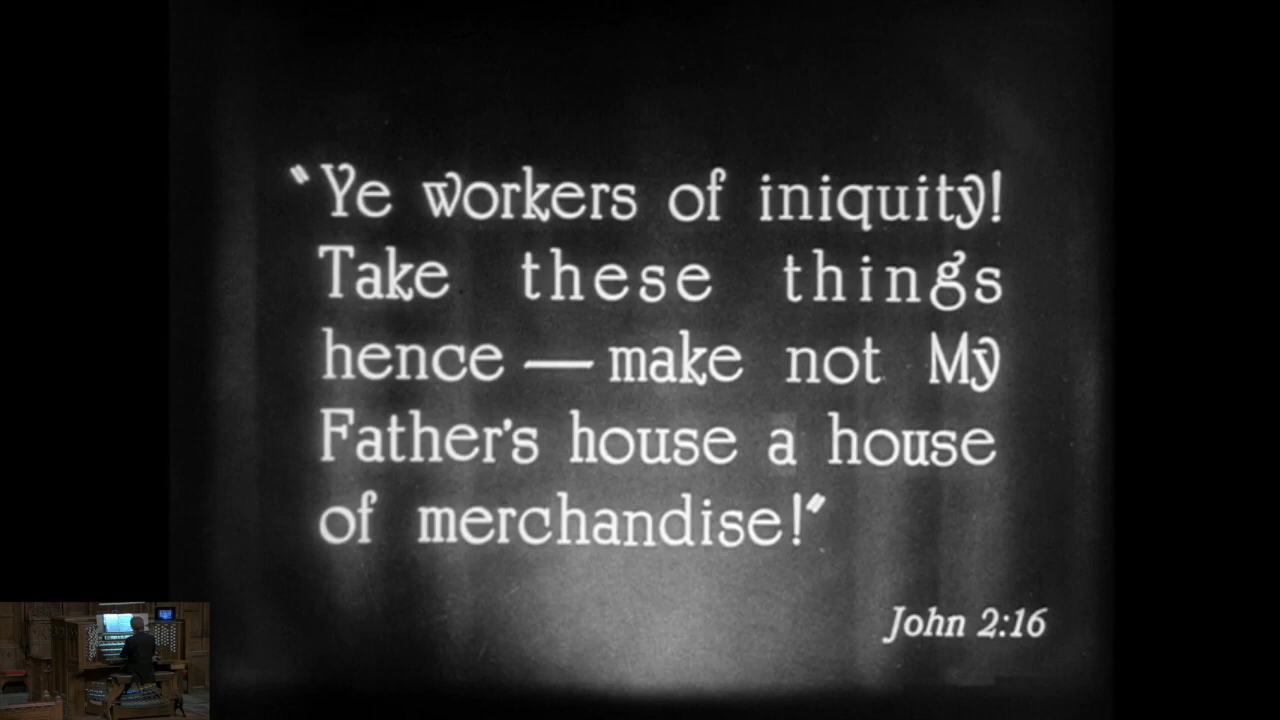 "Ye workers of iniquity!
Take these things
hence — make not My
Father's house a house
of merchandise!"
John 2:16